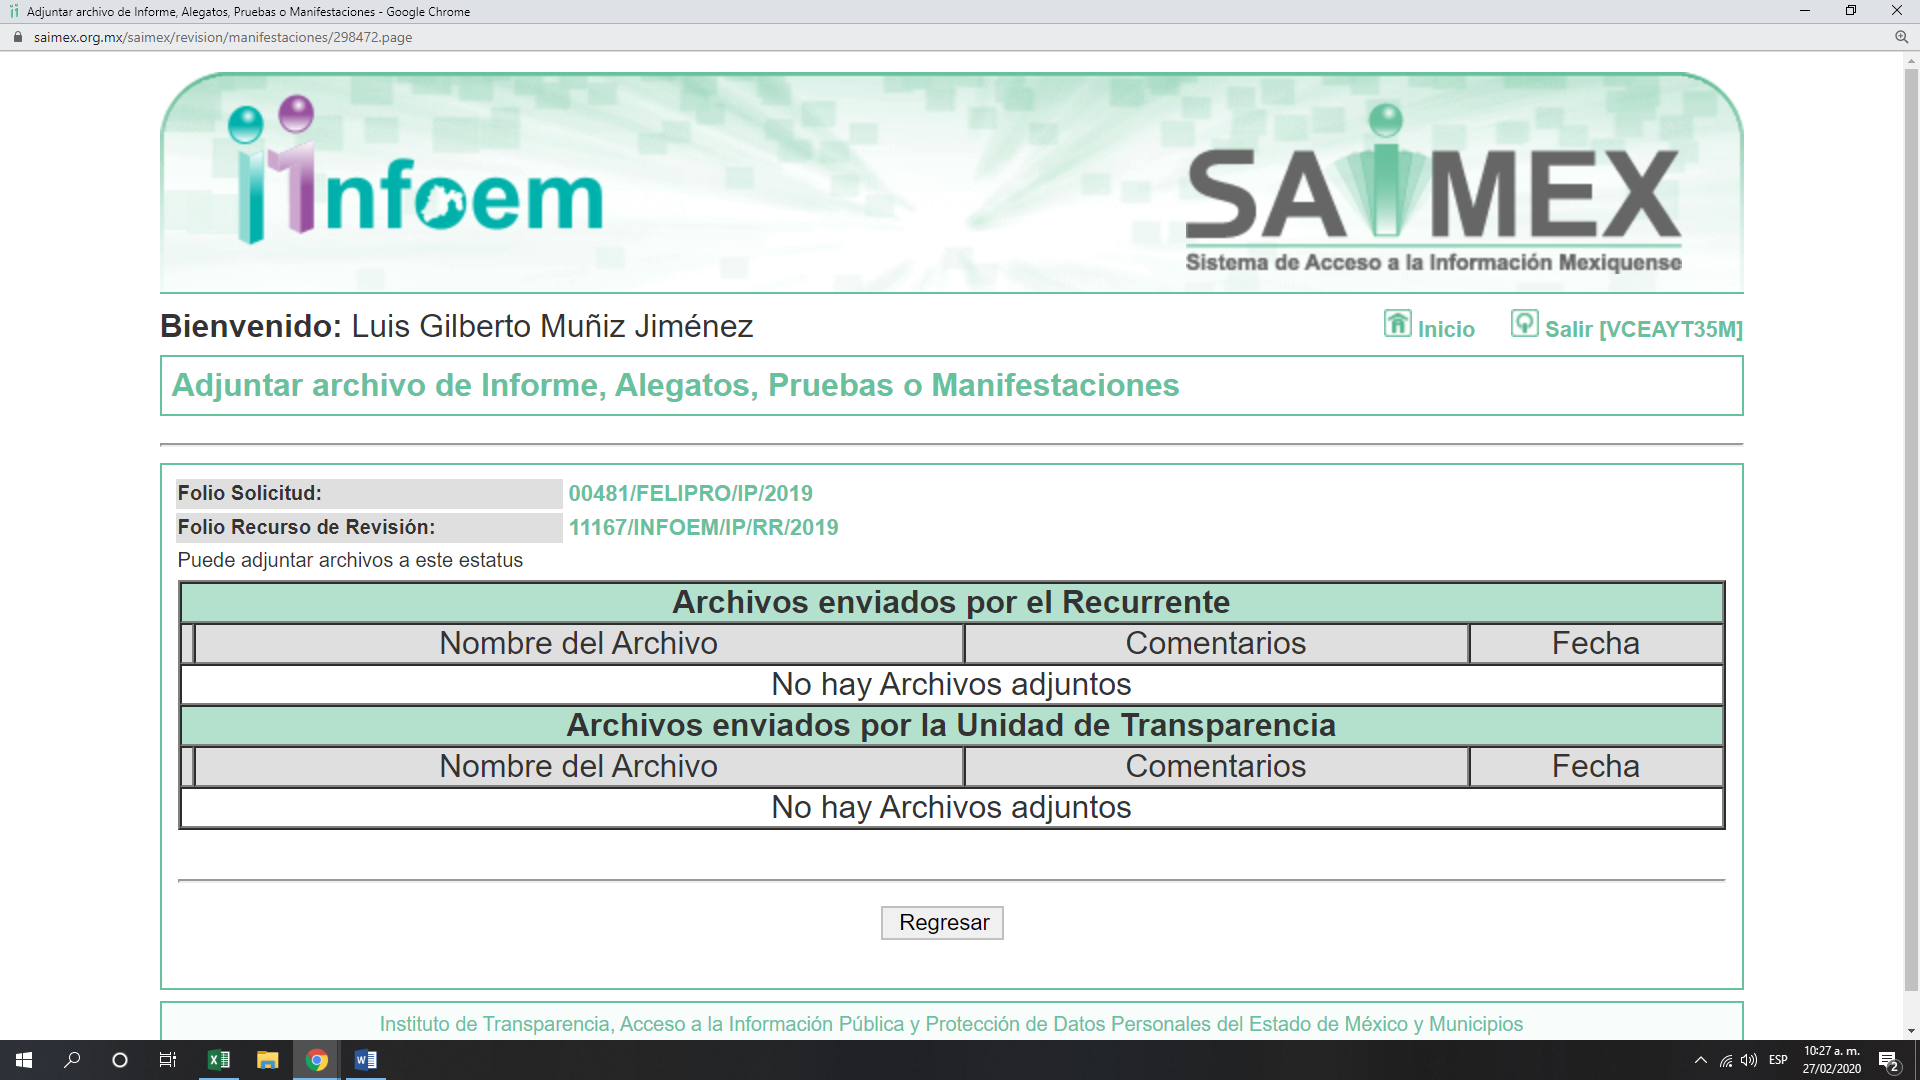 Adjuntar archivo de Informe, Alegatos, Pruebas o Manifestaciones - Google Chrome
saimex.org.mx/saimex/revision/manifestaciones/298472.page
infoem
SAIMEX
Sistema de Acceso a la Información Mexiquense
Bienvenido: Luis Gilberto Muñiz Jiménez
Inicio
Salir [VCEAYT35M]
Adjuntar archivo de Informe, Alegatos, Pruebas o Manifestaciones
Folio Solicitud: 00481/FELIPRO/IP/2019
Folio Recurso de Revisión: 11167/INFOEM/IP/RR/2019
Puede adjuntar archivos a este estatus
Archivos enviados por el Recurrente
Nombre del Archivo Comentarios Fecha
No hay Archivos adjuntos
Archivos enviados por la Unidad de Transparencia
Nombre del Archivo Comentarios Fecha
No hay Archivos adjuntos
Regresar
Instituto de Transparencia, Acceso a la Información Pública y Protección de Datos Personales del Estado de México y Municipios
ESP
10:27 a. m.
27/02/2020
2